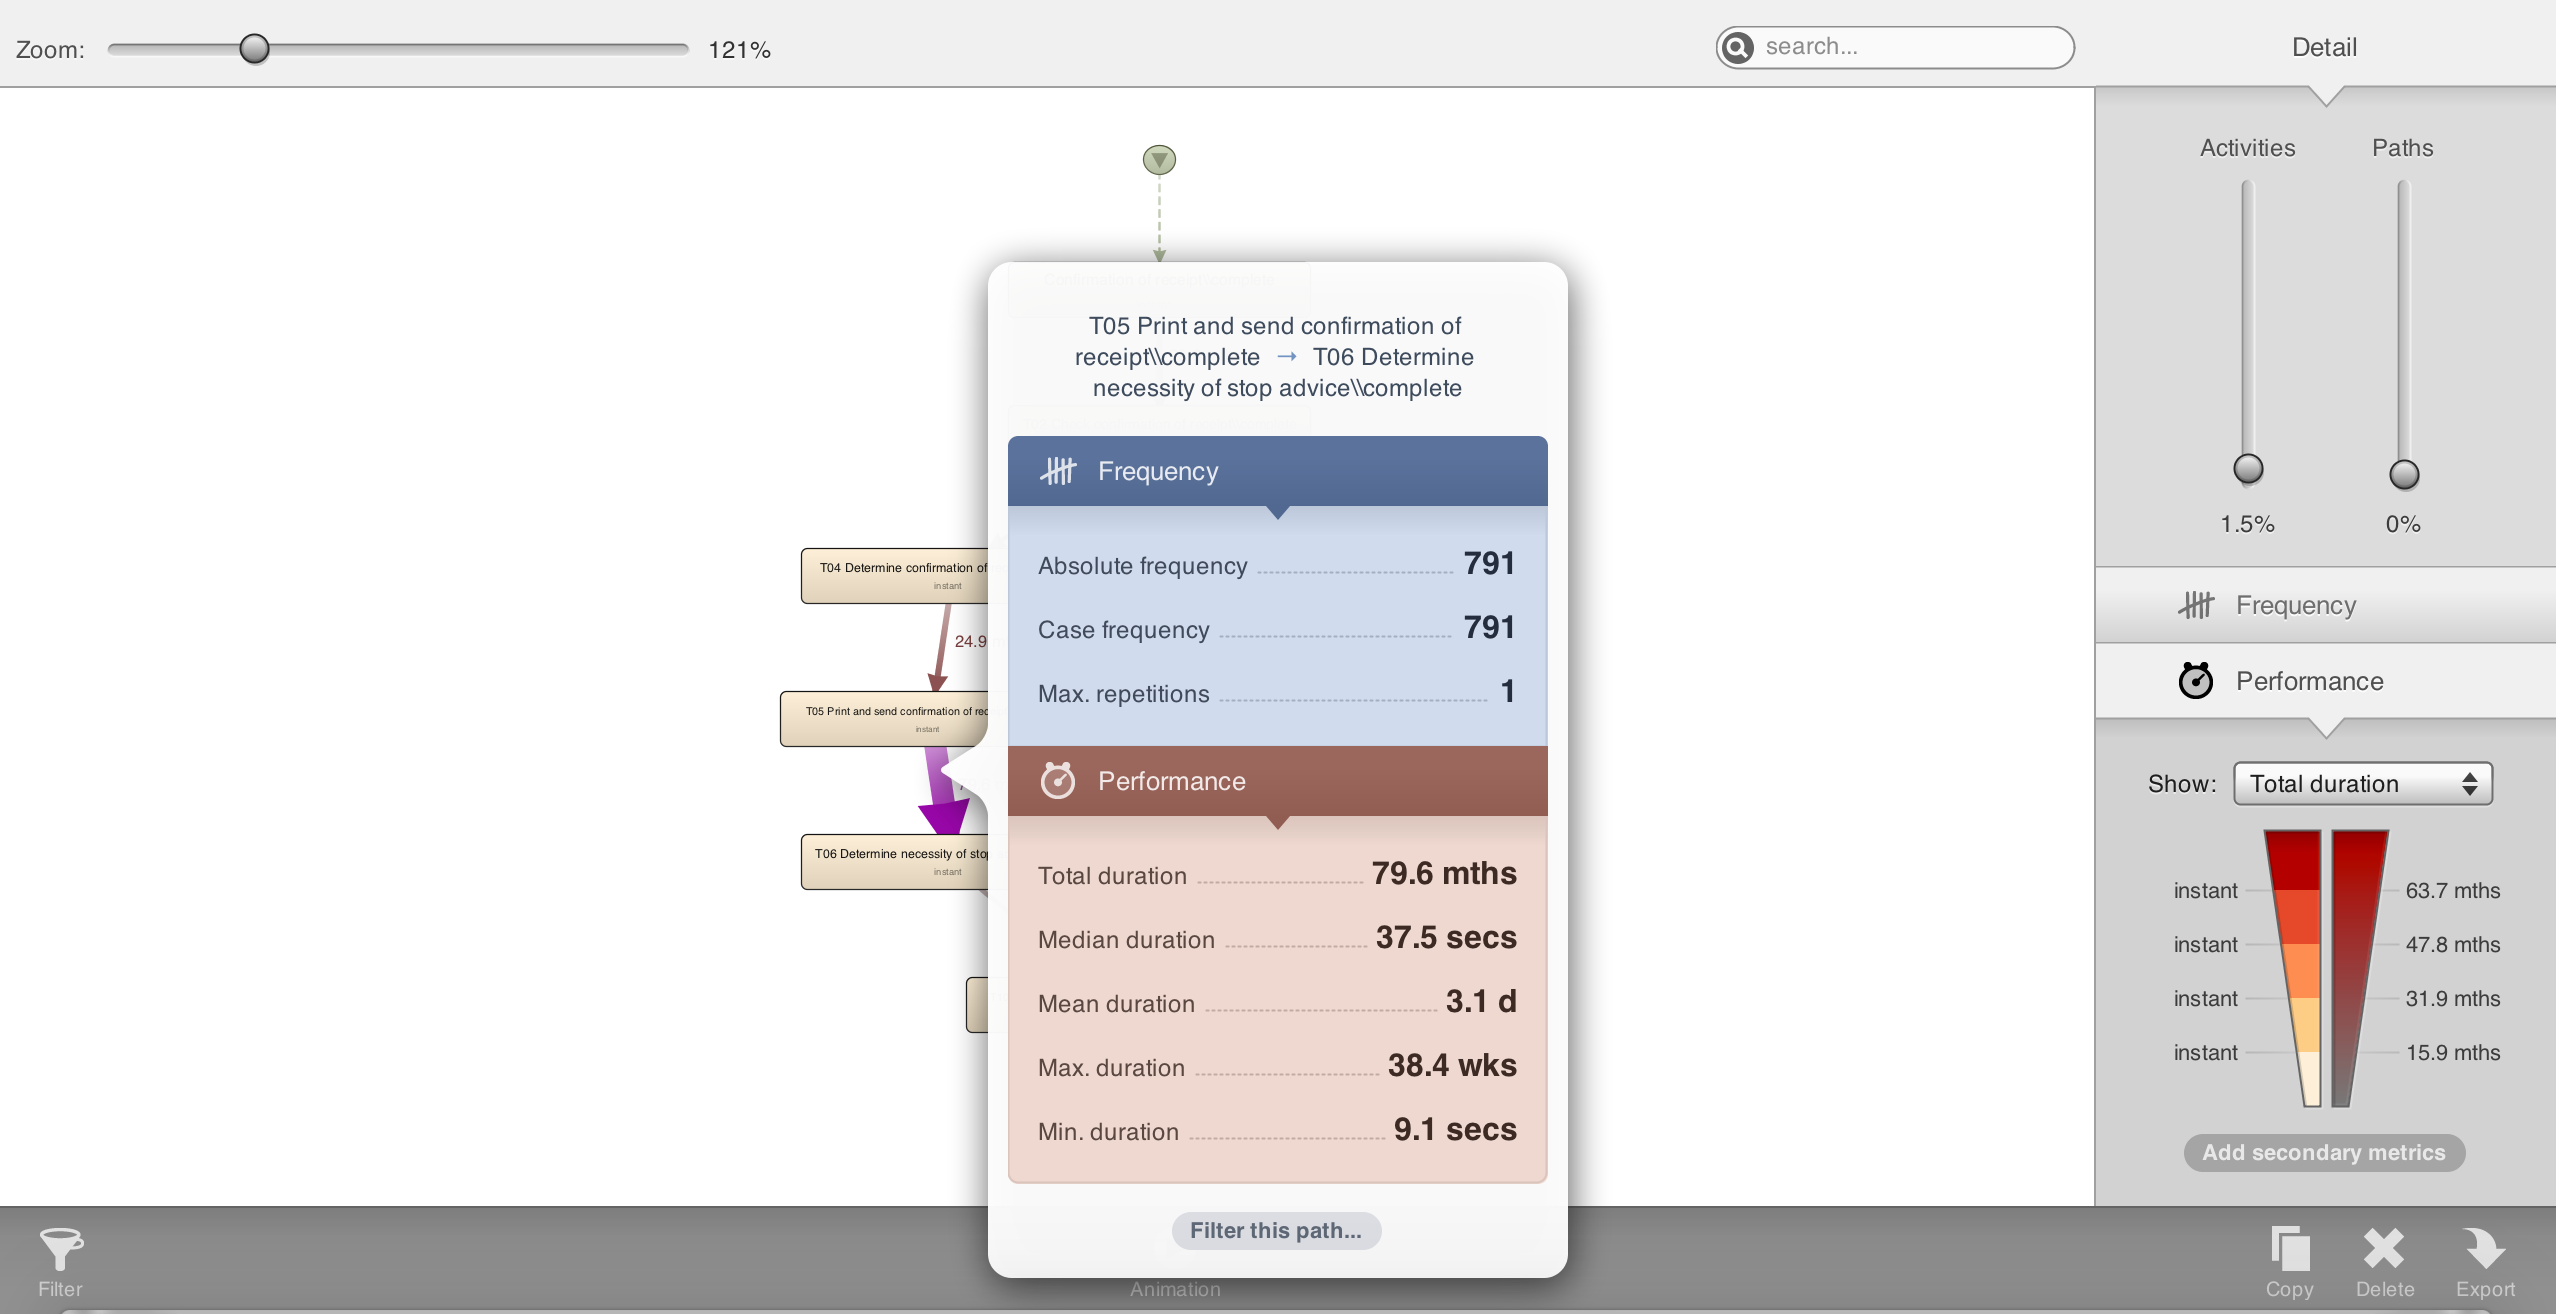 Zoom:
121%
search...
Detail
Activities
Paths
1.5%
0%
T05 Print and send confirmation of
receipt\\complete → T06 Determine
necessity of stop advice\\complete
Frequency
Absolute frequency 791
Case frequency 791
Max. repetitions 1
Performance
Total duration 79.6 mths
Median duration 37.5 secs
Mean duration 3.1 d
Max. duration 38.4 wks
Min. duration 9.1 secs
Filter this path...
T04 Determine confirmation of
instant
24.9
T05 Print and send confirmation of
instant
T06 Determine necessity of
instant
Frequency
Performance
Show: Total duration
instant 63.7 mths
instant 47.8 mths
instant 31.9 mths
instant 15.9 mths
Add secondary metrics
Filter
Animation
Copy
Delete
Export